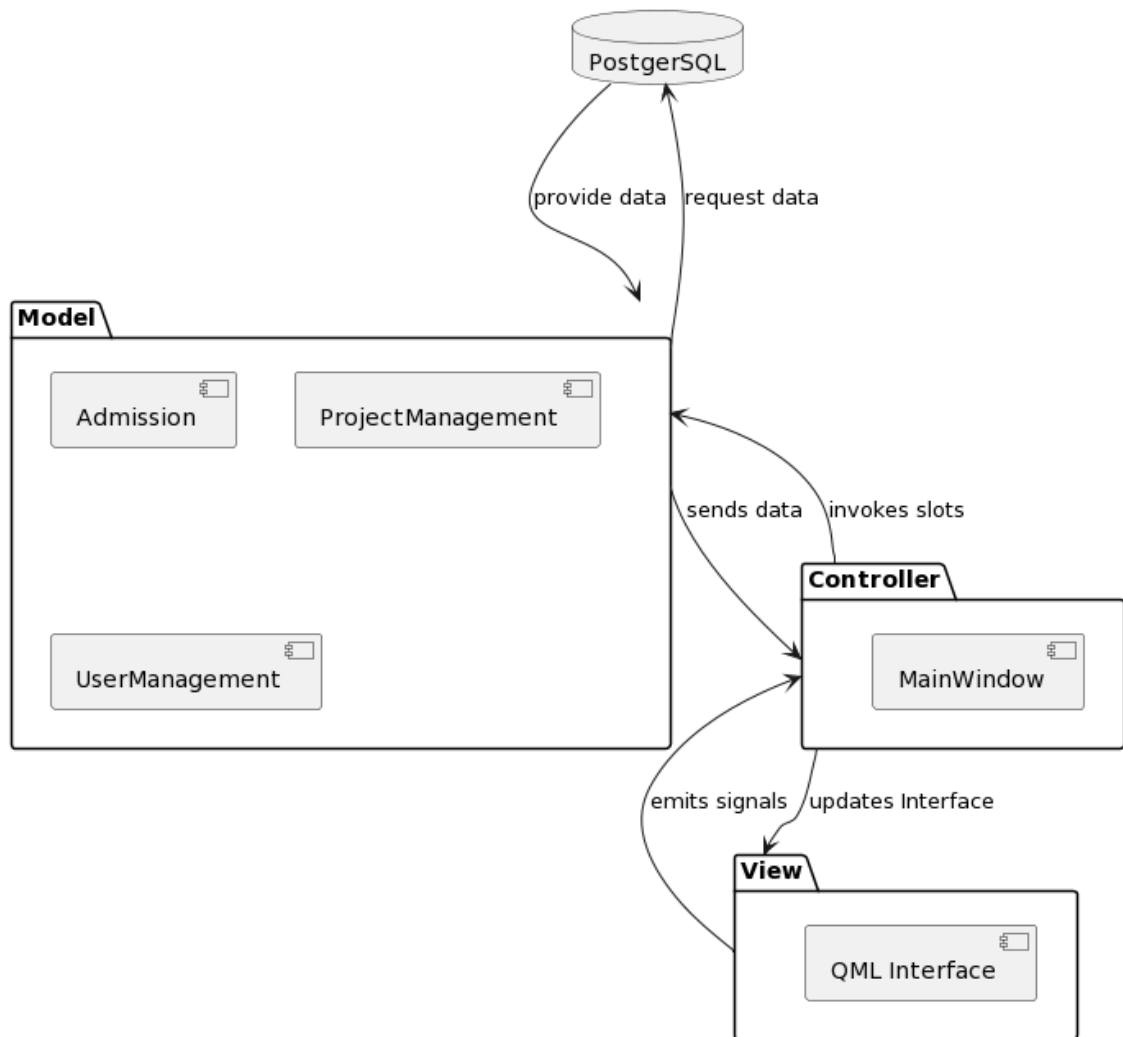 PostgerSQL
provide data
request data
Model
Admission
ProjectManagement
sends data
invokes slots
Controller
UserManagement
MainWindow
emits signals
updates Interface
View
QML Interface